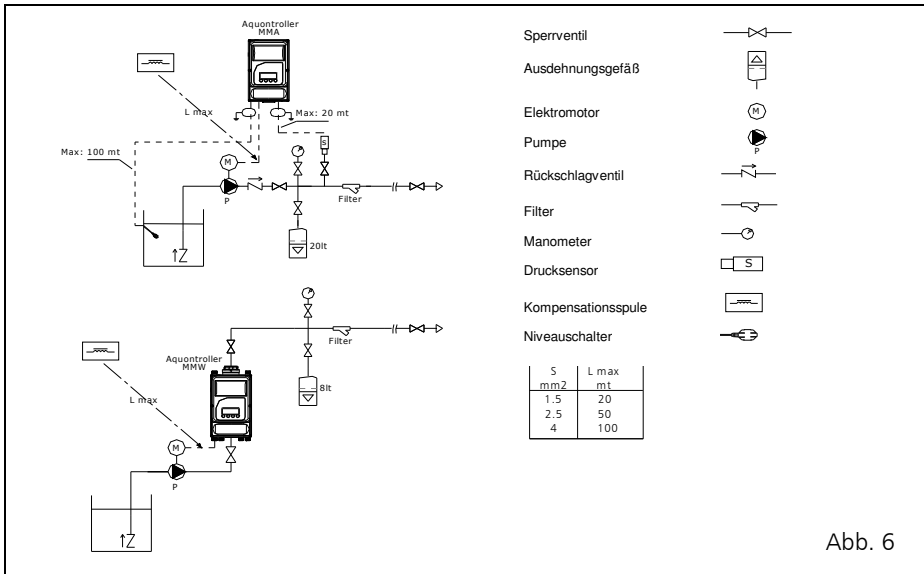 Aquontroller
MMA
L max
Max: 20 mt
Max: 100 mt
S
M
P
Filter
20lt
Z
Aquontroller
MMW
L max
Filter
8lt
M
P
Z
Sperrventil
Ausdehnungsgefäß
Elektromotor
M
Pumpe
P
Rückschlagventil
Filter
Manometer
Drucksensor
S
Kompensationsspule
Niveauschalter
S L max
mm2 mt
1.5 20
2.5 50
4 100
Abb. 6